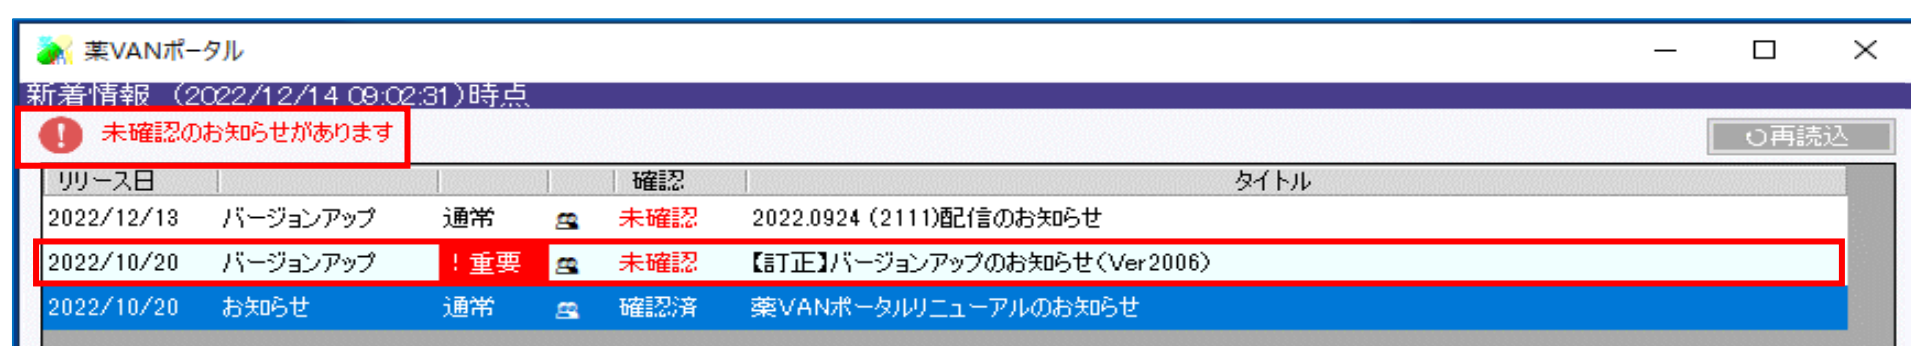 薬VANポータル
新着情報 (2022/12/14 09:02:31)時点
! 未確認のお知らせがあります
再読込
リリース日 確認 タイトル
2022/12/13 バージョンアップ 通常 未確認 2022.0924 (2111)配信のお知らせ
2022/10/20 バージョンアップ !重要 未確認 【訂正】バージョンアップのお知らせ(Ver2006)
2022/10/20 お知らせ 通常 確認済 薬VANポータルリニューアルのお知らせ